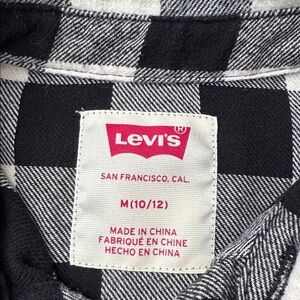 LEVI'S®
SAN FRANCISCO, CAL.
M(10/12)
MADE IN CHINA
FABRIQUÉ EN CHINE
HECHO EN CHINA